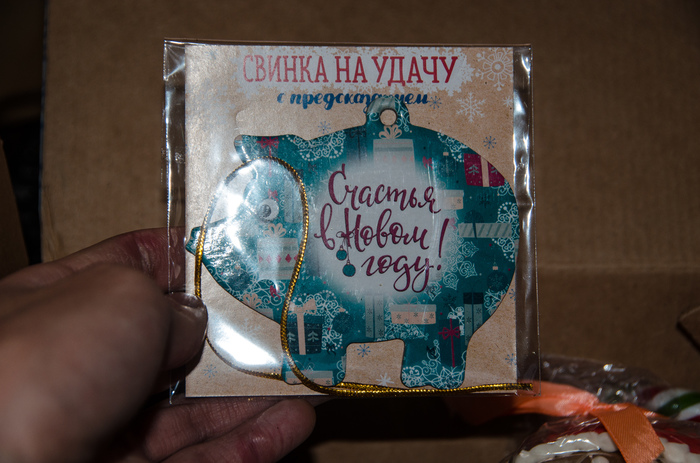 СВИНКА НА УДАЧУ
с предсказанием
Счастья
в Новом
году!